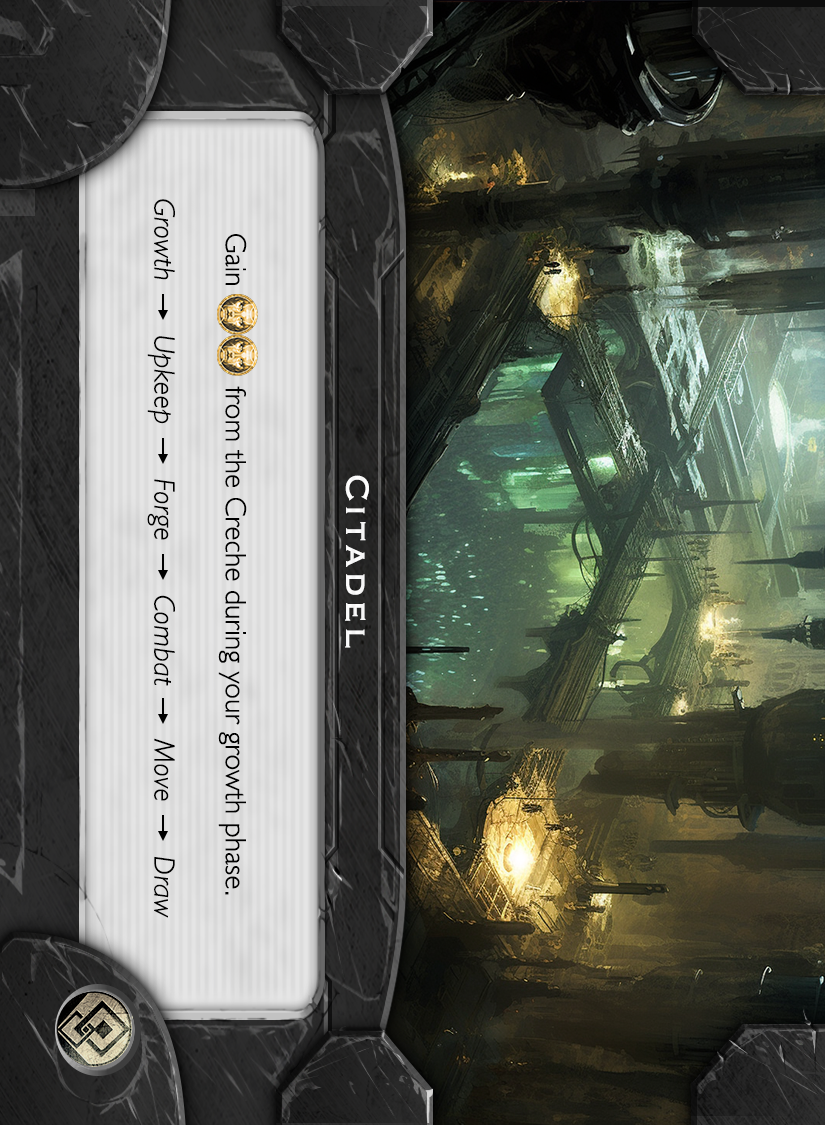 CITADEL
Gain from the Creche during your growth phase.
Growth → Upkeep → Forge → Combat → Move → Draw